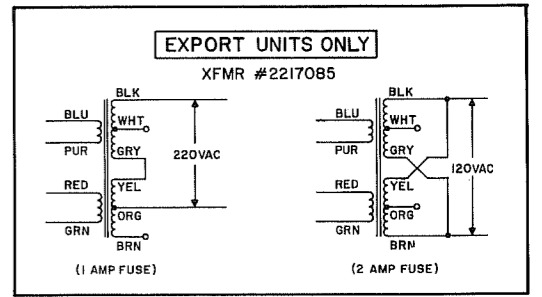 EXPORT UNITS ONLY
XFMR #2217085
BLK
BLU
WHT
PUR
GRY
220VAC
RED
YEL
ORG
GRN
BRN
(1 AMP FUSE)
BLK
BLU
WHT
PUR
GRY
120VAC
RED
YEL
ORG
GRN
BRN
(2 AMP FUSE)